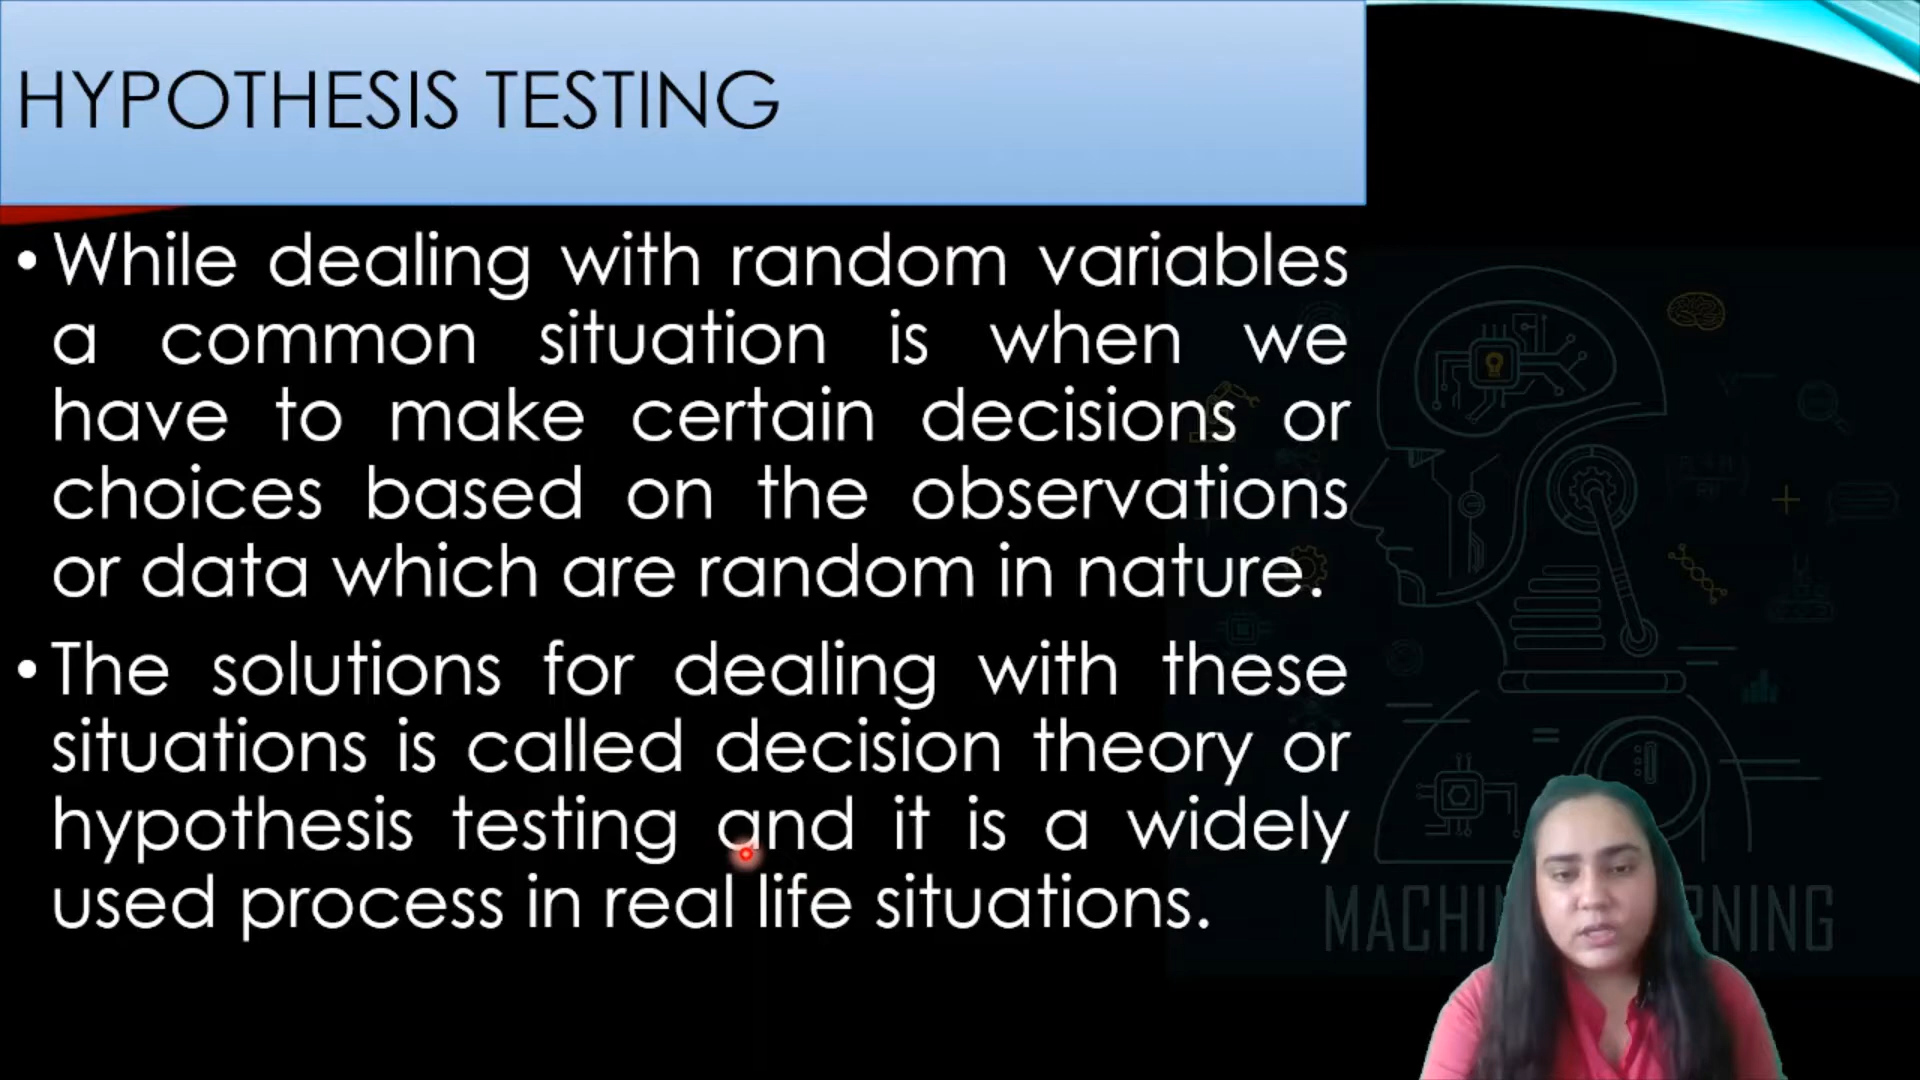 HYPOTHESIS TESTING
• While dealing with random variables
a common situation is when we
have to make certain decisions or
choices based on the observations
or data which are random in nature.
• The solutions for dealing with these
situations is called decision theory or
hypothesis testing and it is a widely
used process in real life situations.